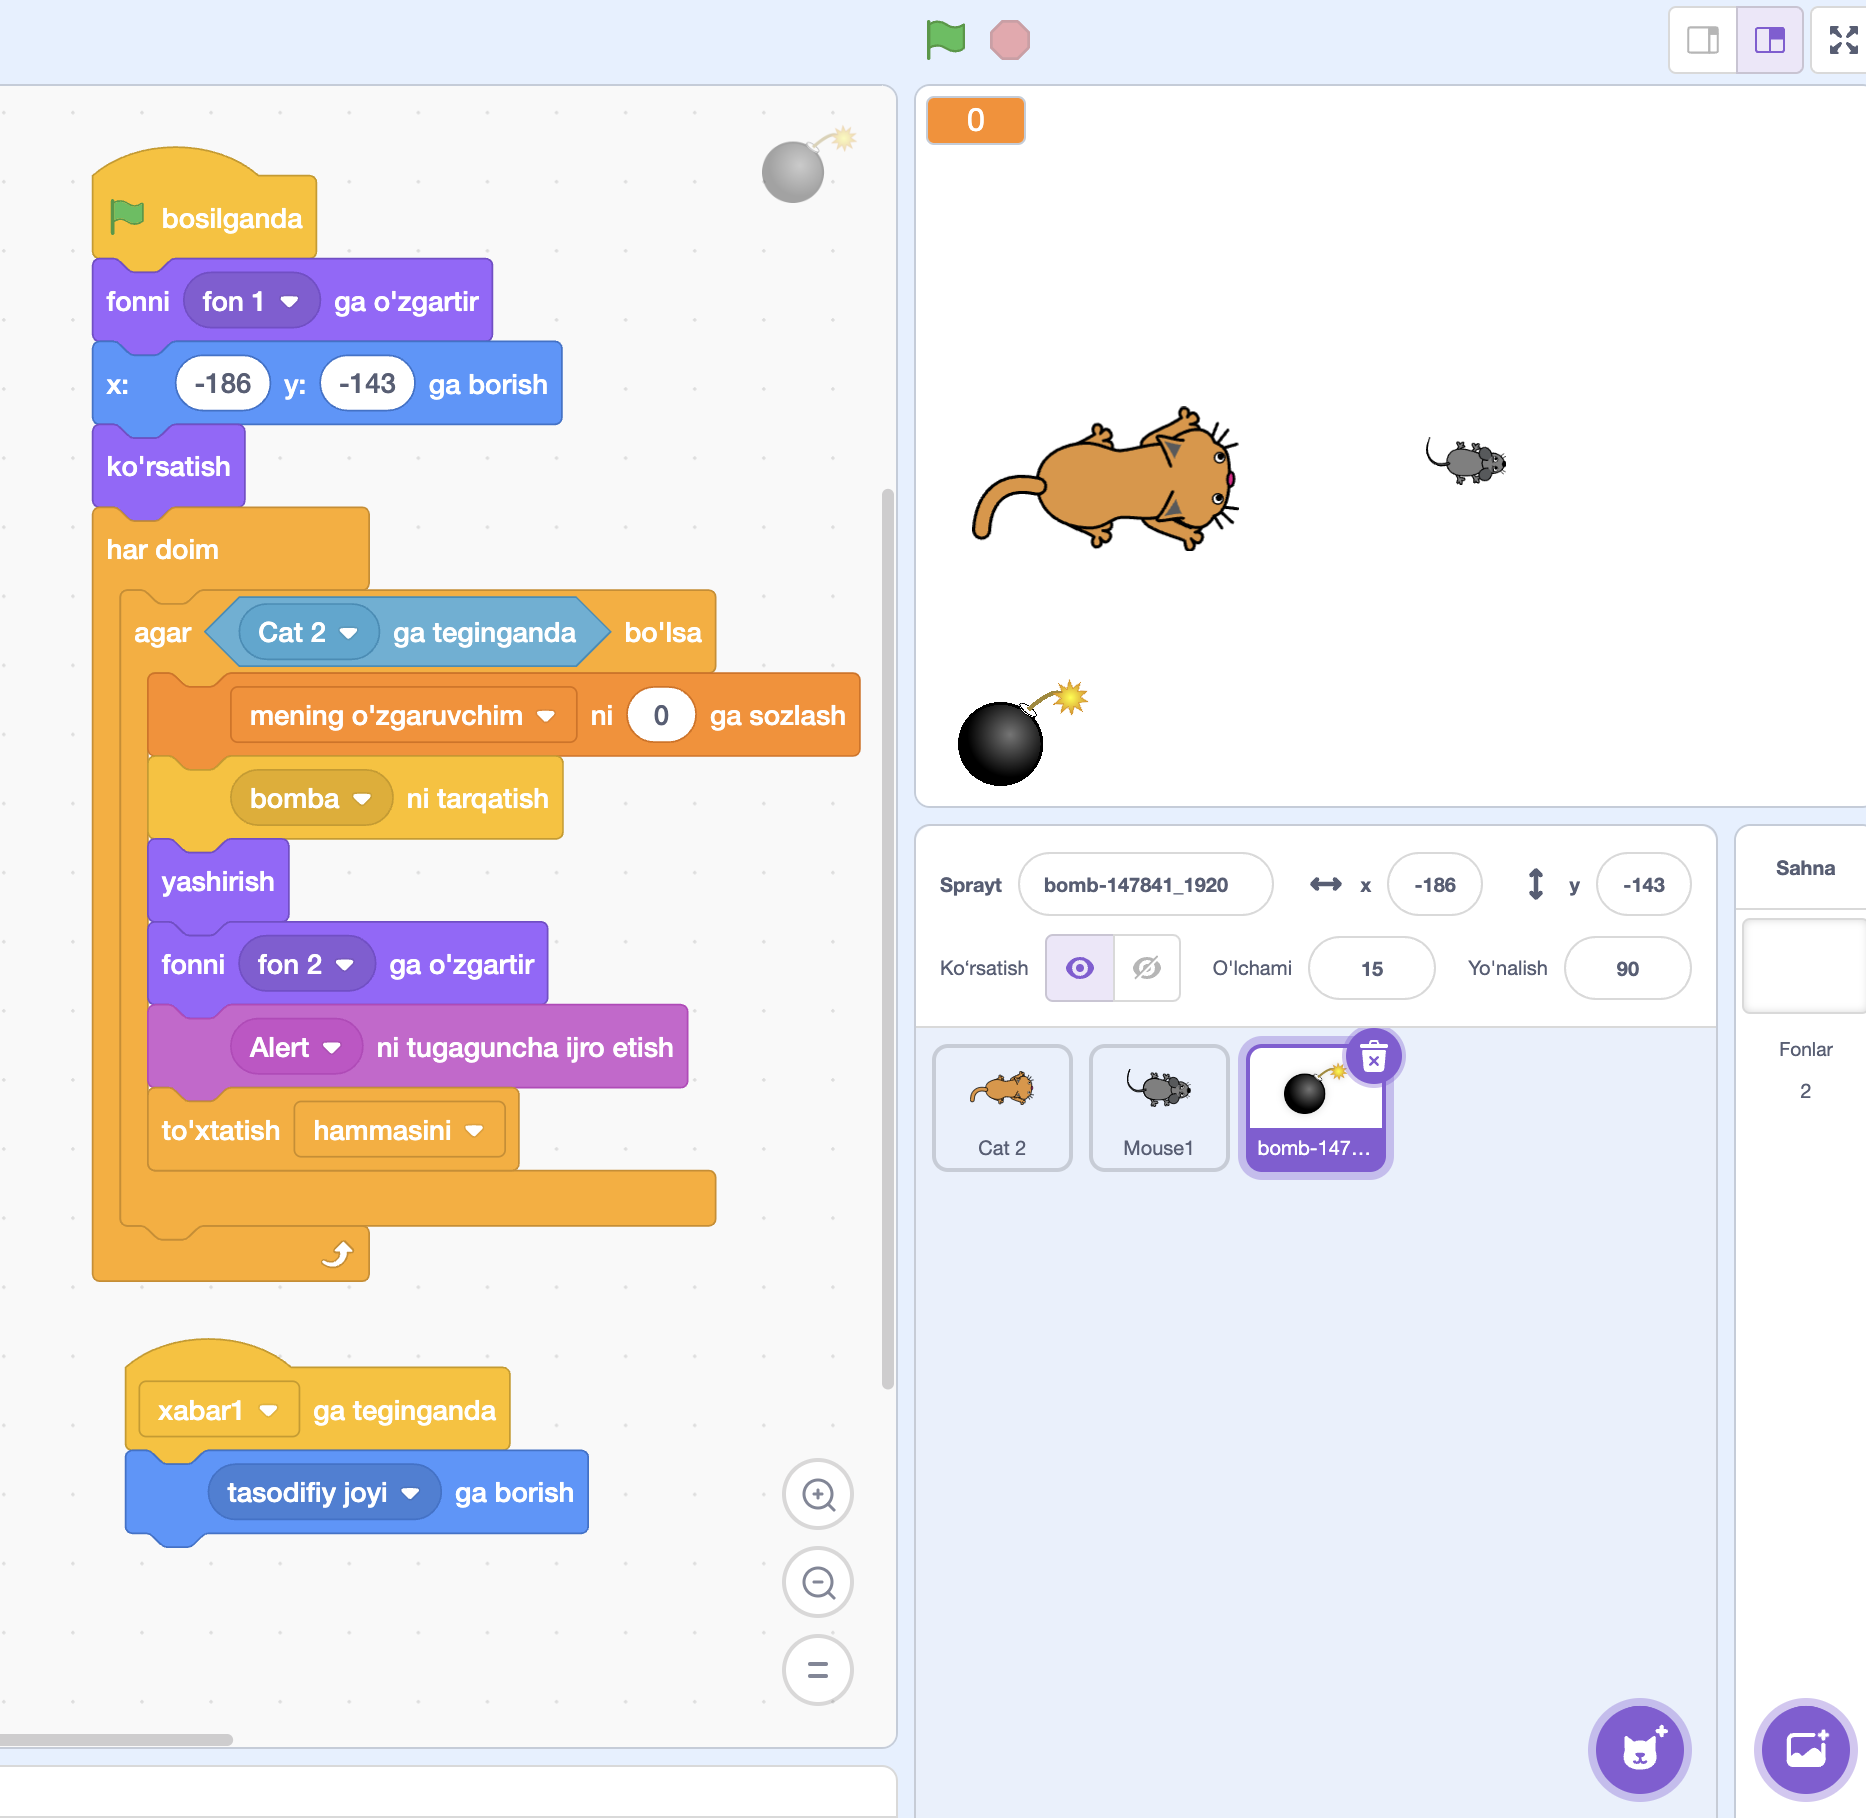 bosilganda
fonni fon 1 ga o'zgartir
x: -186 y: -143 ga borish
ko'rsatish
har doim
agar Cat 2 ga teginganda bo'lsa
mening o'zgaruvchim ni 0 ga sozlash
bomba ni tarqatish
yashirish
fonni fon 2 ga o'zgartir
Alert ni tugaguncha ijro etish
to'xtatish hammasini
xabar1 ga teginganda
tasodifiy joyi ga borish
0
Sprayt bomb-147841_1920 x -186 y -143
Ko‘rsatish O'lchami 15 Yo'nalish 90
Cat 2
Mouse1
bomb-147...
Sahna
Fonlar
2